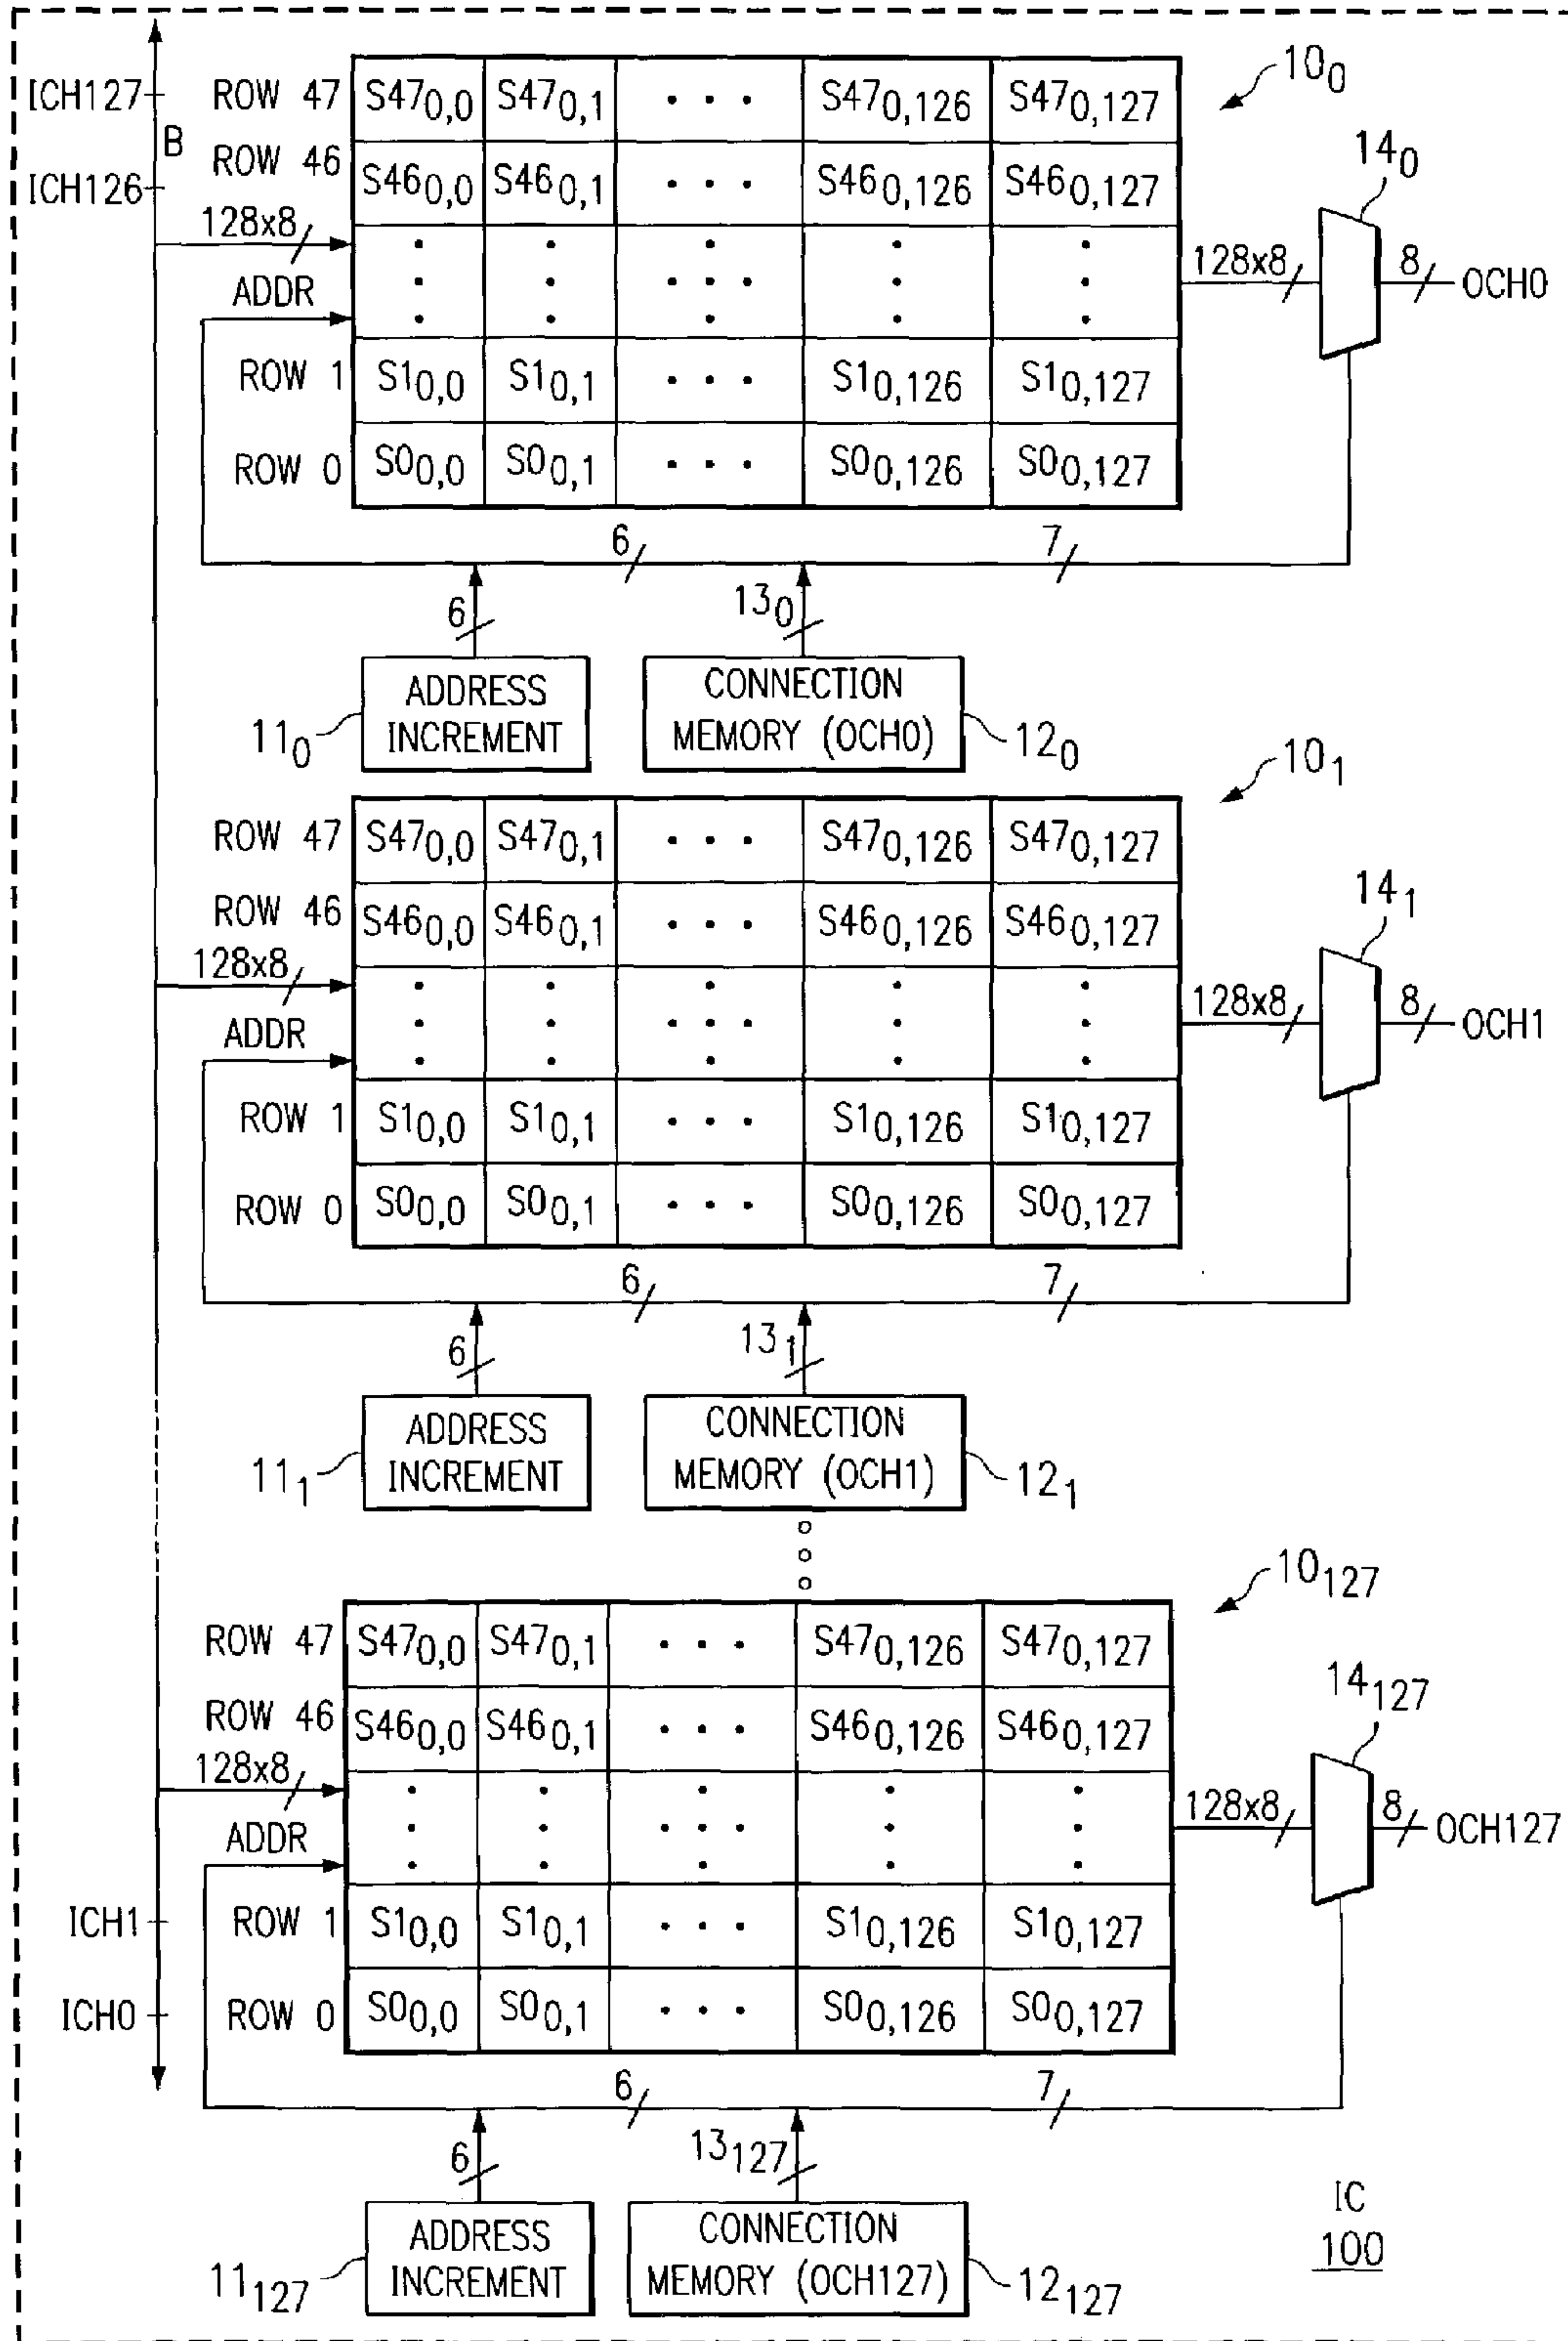 ICH127
B
ICH126
ROW 47 S47₀,₀ S47₀,₁ • • • S47₀,₁₂₆ S47₀,₁₂₇
10₀
ROW 46 S46₀,₀ S46₀,₁ • • • S46₀,₁₂₆ S46₀,₁₂₇
14₀
128x8
ADDR
128x8
8
OCH0
ROW 1 S1₀,₀ S1₀,₁ • • • S1₀,₁₂₆ S1₀,₁₂₇
ROW 0 S0₀,₀ S0₀,₁ • • • S0₀,₁₂₆ S0₀,₁₂₇
6
7
6
13₀
ADDRESS
INCREMENT
11₀
CONNECTION
MEMORY (OCH0)
12₀
10₁
ROW 47 S47₀,₀ S47₀,₁ • • • S47₀,₁₂₆ S47₀,₁₂₇
ROW 46 S46₀,₀ S46₀,₁ • • • S46₀,₁₂₆ S46₀,₁₂₇
14₁
128x8
ADDR
128x8
8
OCH1
ROW 1 S1₀,₀ S1₀,₁ • • • S1₀,₁₂₆ S1₀,₁₂₇
ROW 0 S0₀,₀ S0₀,₁ • • • S0₀,₁₂₆ S0₀,₁₂₇
6
7
6
13₁
ADDRESS
INCREMENT
11₁
CONNECTION
MEMORY (OCH1)
12₁
10₁₂₇
ROW 47 S47₀,₀ S47₀,₁ • • • S47₀,₁₂₆ S47₀,₁₂₇
ROW 46 S46₀,₀ S46₀,₁ • • • S46₀,₁₂₆ S46₀,₁₂₇
14₁₂₇
128x8
ADDR
128x8
8
OCH127
ICH1
ROW 1 S1₀,₀ S1₀,₁ • • • S1₀,₁₂₆ S1₀,₁₂₇
ICH0
ROW 0 S0₀,₀ S0₀,₁ • • • S0₀,₁₂₆ S0₀,₁₂₇
6
7
6
13₁₂₇
ADDRESS
INCREMENT
11₁₂₇
CONNECTION
MEMORY (OCH127)
12₁₂₇
IC
100